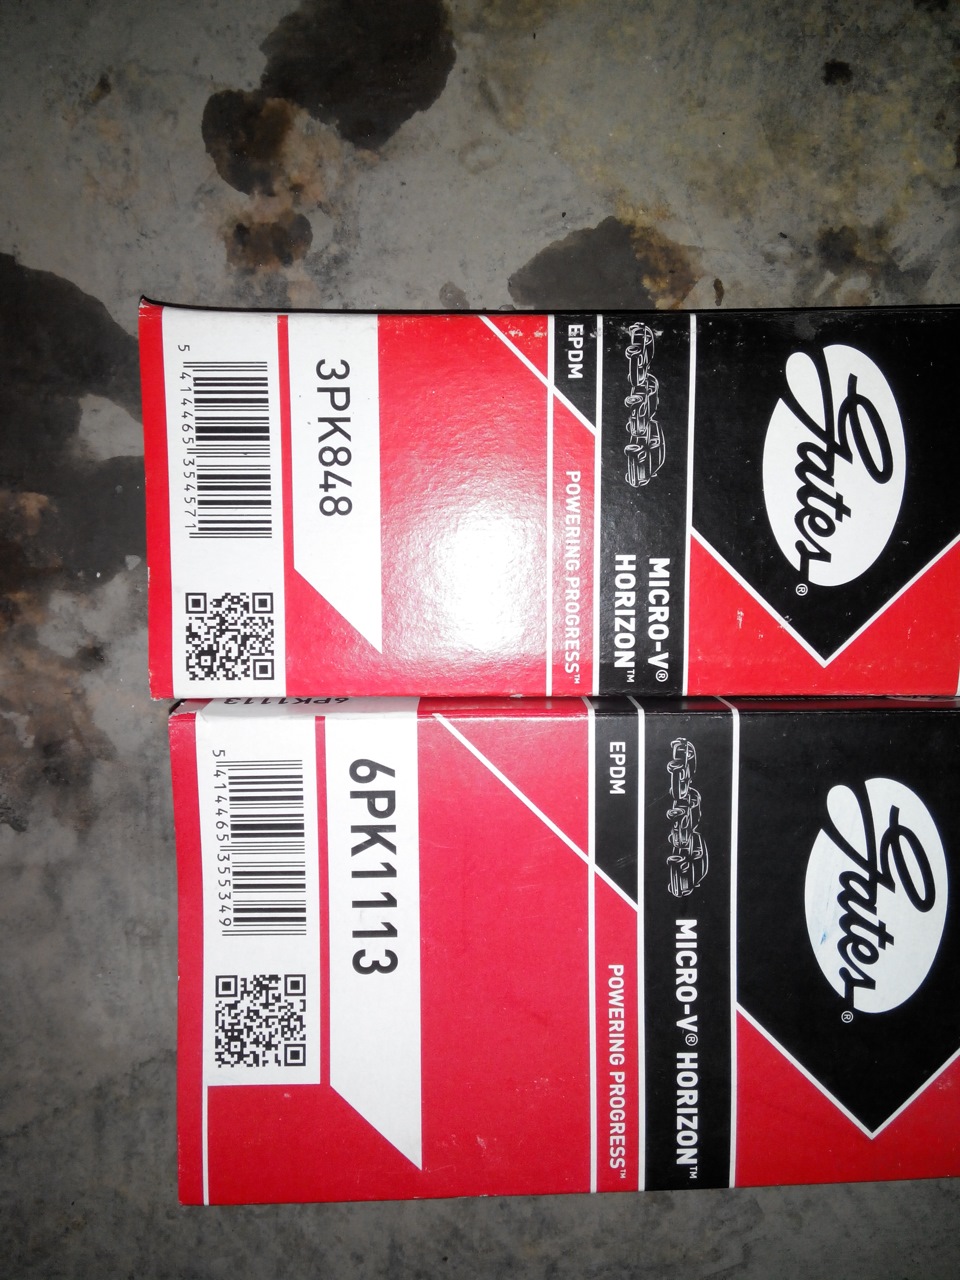 Gates®
MICRO-V®
HORIZON™
EPDM
POWERING PROGRESS™
3PK848
5 414465 354571
6PK1113
Gates®
MICRO-V® HORIZON™
EPDM
POWERING PROGRESS™
6PK1113
5 414465 355349